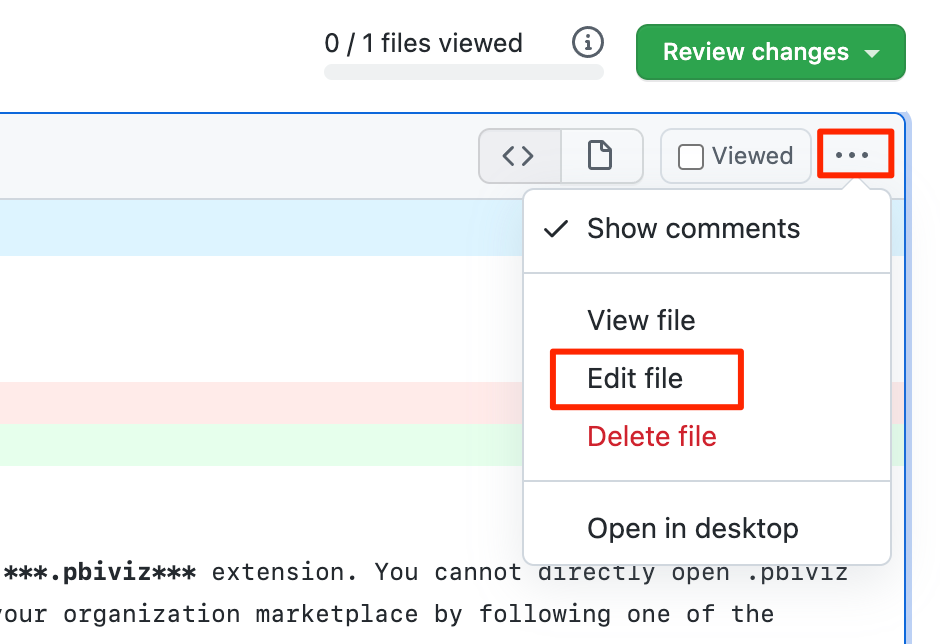 0 / 1 files viewed
Review changes
Viewed
Show comments
View file
Edit file
Delete file
Open in desktop
***.pbiviz*** extension. You cannot directly open .pbiviz
your organization marketplace by following one of the